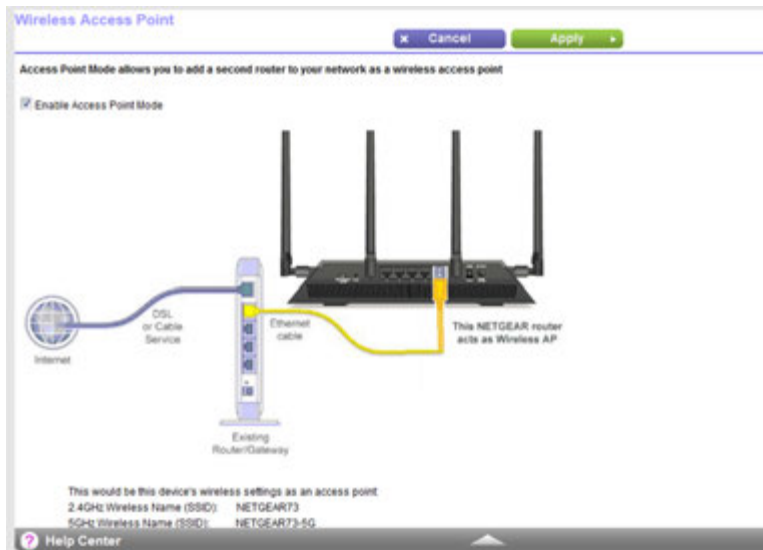 Wireless Access Point
Cancel
Apply
Access Point Mode allows you to add a second router to your network as a wireless access point
Enable Access Point Mode
DSL
or Cable
Service
Internet
Ethernet
cable
This NETGEAR router
acts as Wireless AP
Existing
Router/Gateway
This would be this device's wireless settings as an access point
2.4GHz Wireless Name (SSID): NETGEAR73
5GHz Wireless Name (SSID): NETGEAR73-5G
? Help Center